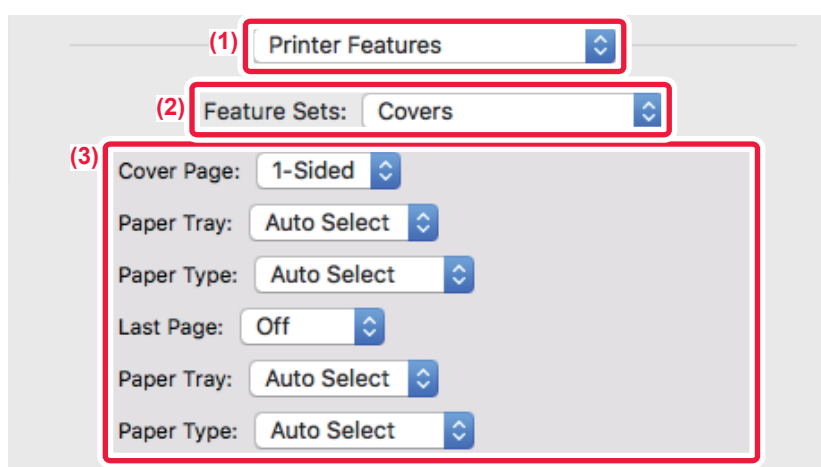 (1) Printer Features
(2) Feature Sets: Covers
(3)
Cover Page: 1-Sided
Paper Tray: Auto Select
Paper Type: Auto Select
Last Page: Off
Paper Tray: Auto Select
Paper Type: Auto Select